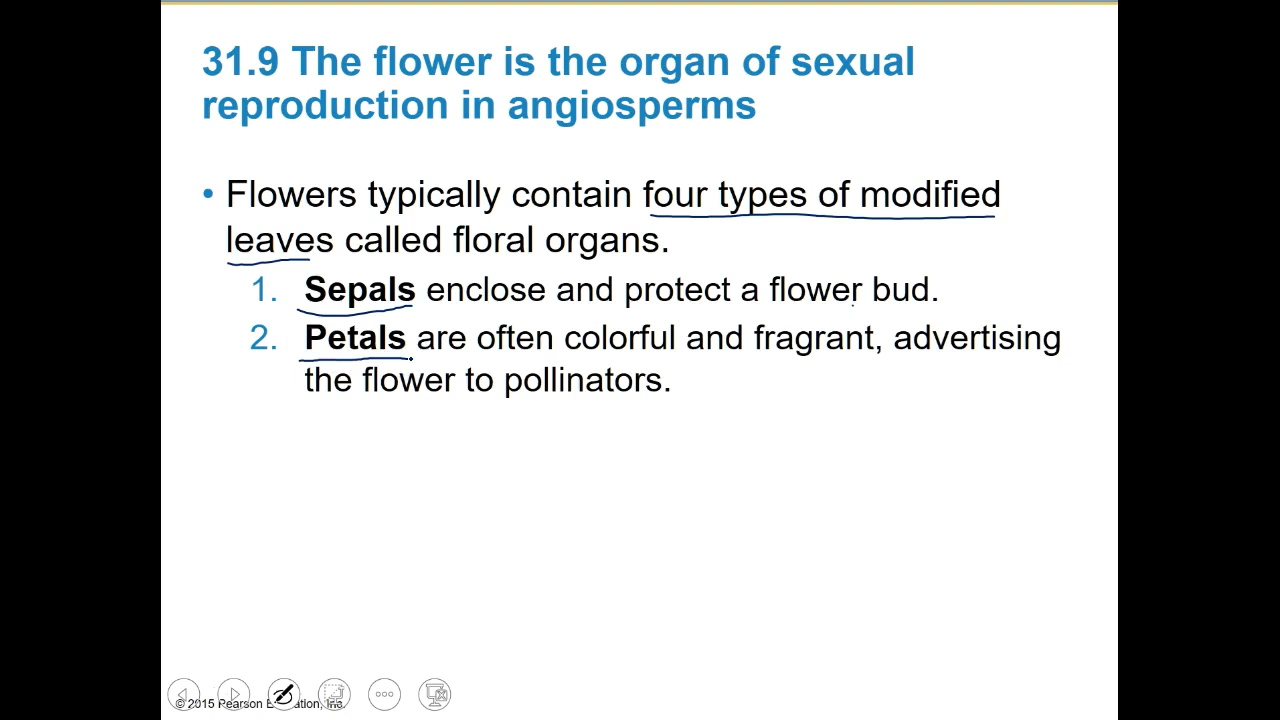 31.9 The flower is the organ of sexual
reproduction in angiosperms
• Flowers typically contain four types of modified
leaves called floral organs.
1. Sepals enclose and protect a flower bud.
2. Petals are often colorful and fragrant, advertising
the flower to pollinators.
© 2015 Pearson Inc.